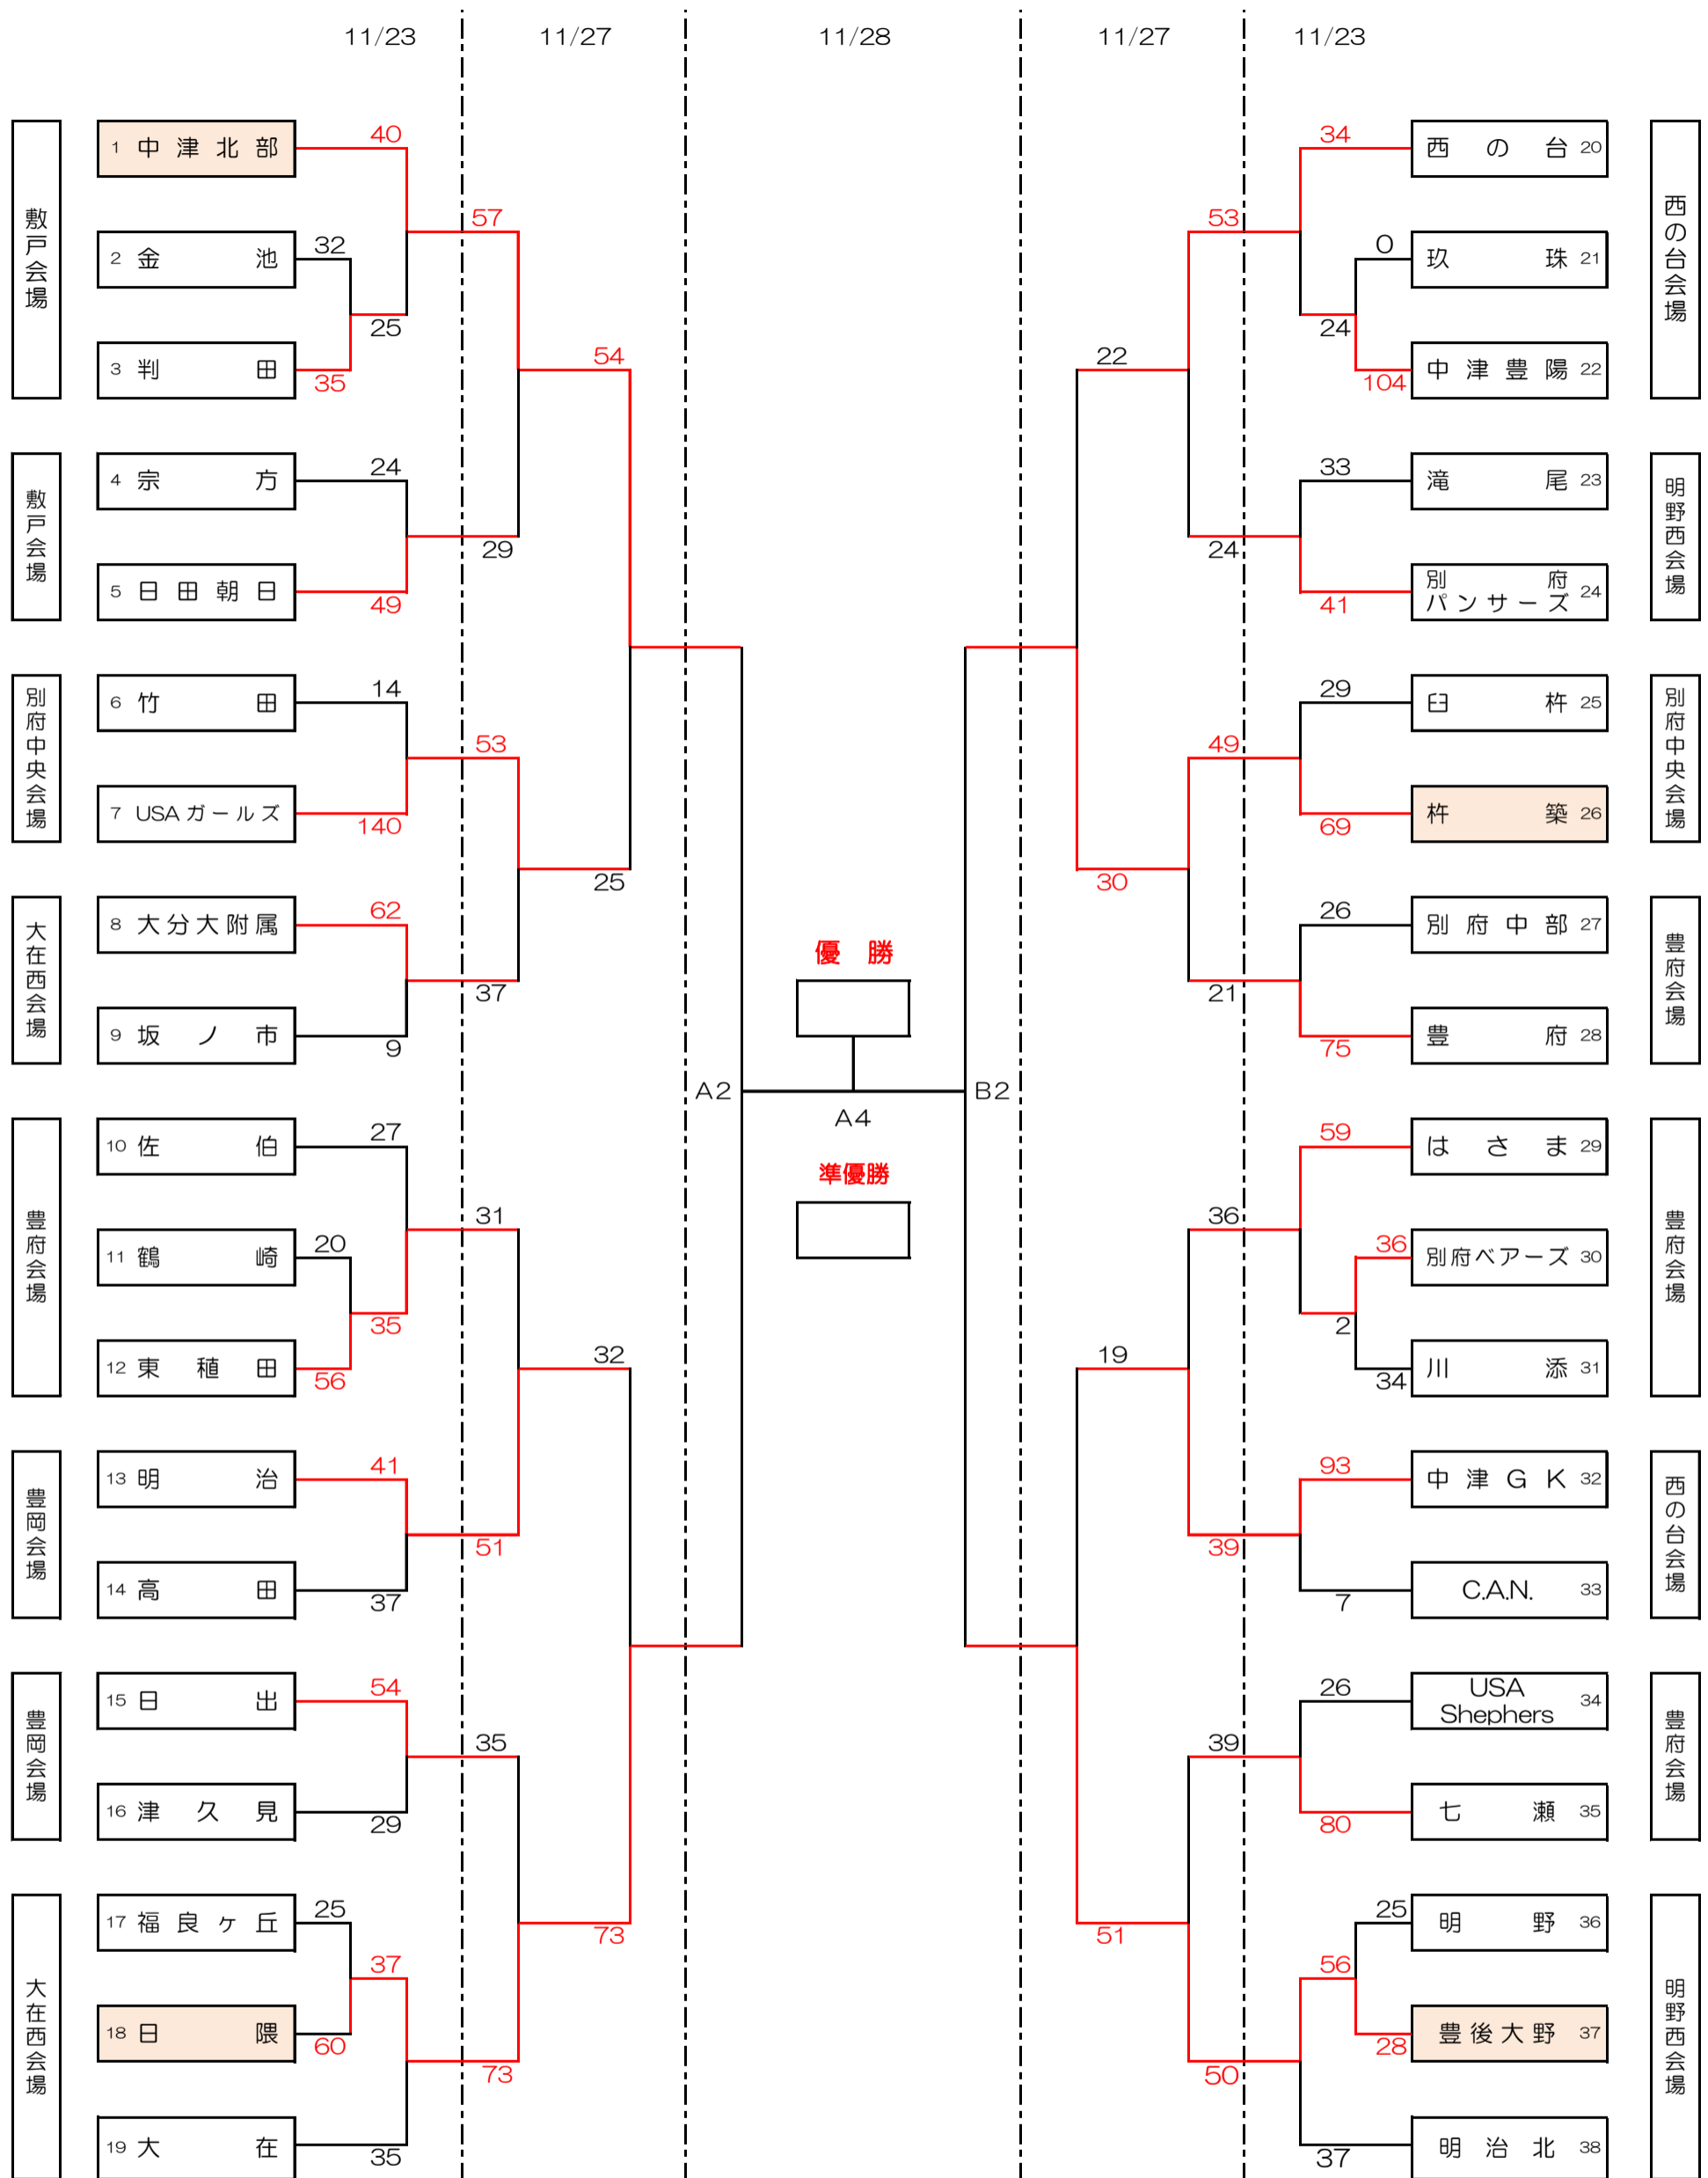 11/23 11/27 11/28 11/27 11/23
敷戸会場
1 中津北部 40
2 金池 32
25
3 判田 35
57
敷戸会場
4 宗方 24
5 日田朝日 49
29
54
別府中央会場
6 竹田 14
7 USAガールズ 140
53
大在西会場
8 大分大附属 62
9 坂ノ市 9
37
25
豊府会場
10 佐伯 27
11 鶴崎 20
35
12 東稙田 56
31
豊岡会場
13 明治 41
14 高田 37
51
32
豊岡会場
15 日出 54
16 津久見 29
35
大在西会場
17 福良ヶ丘 25
37
18 日隈 60
19 大在 35
73
73
優勝
A2 A4 B2
準優勝
西の台会場
34 西の台 20
0 玖珠 21
24
104 中津豊陽 22
53
明野西会場
33 滝尾 23
41 別府
パンサーズ 24
24
22
別府中央会場
29 臼杵 25
69 杵築 26
49
豊府会場
26 別府中部 27
75 豊府 28
21
30
豊府会場
59 はさま 29
36 別府ベアーズ 30
2
34 川添 31
36
西の台会場
93 中津GK 32
7 C.A.N. 33
39
19
豊府会場
26 USA
Shephers 34
80 七瀬 35
39
明野西会場
25 明野 36
56
28 豊後大野 37
37 明治北 38
50
51